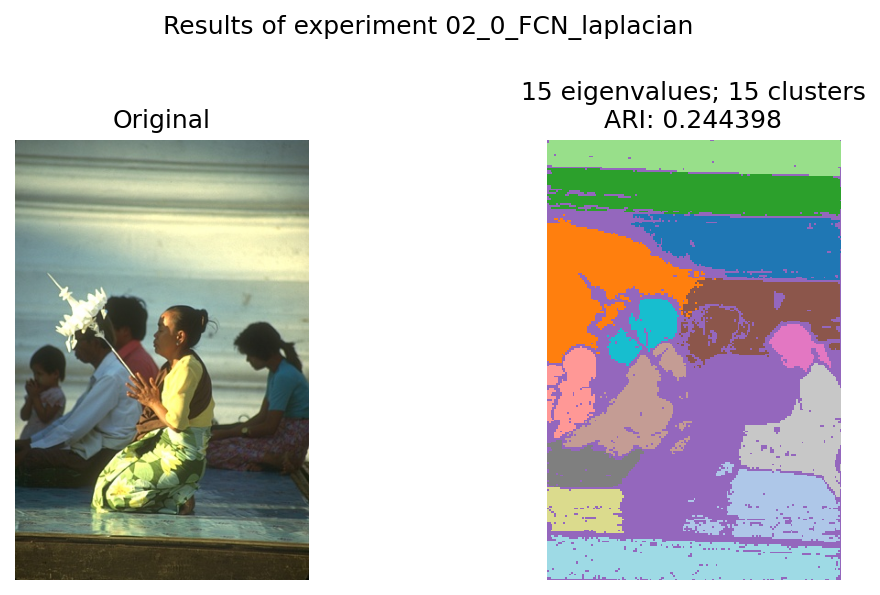 Results of experiment 02_0_FCN_laplacian
Original
15 eigenvalues; 15 clusters
ARI: 0.244398